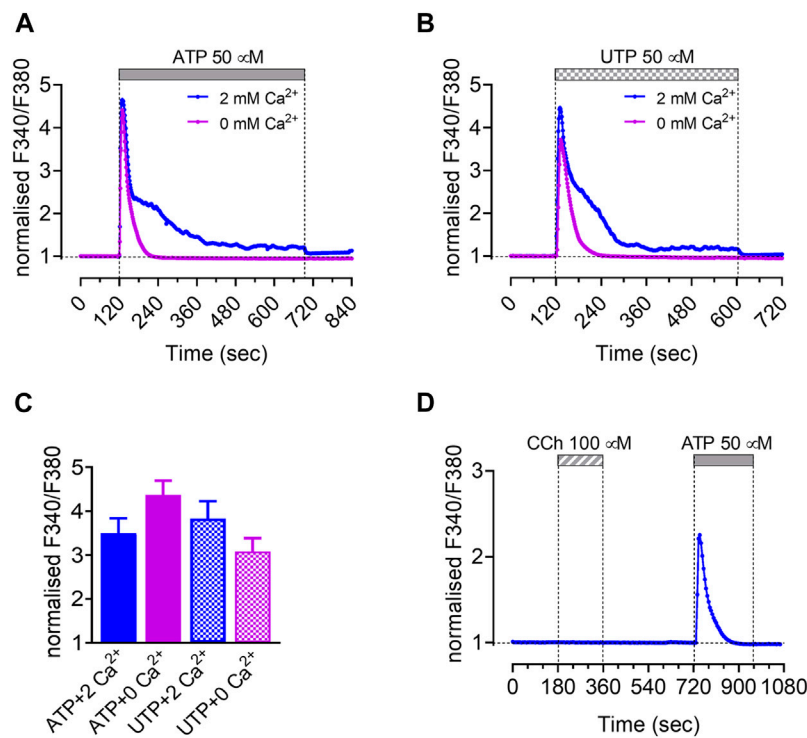 A
ATP 50 ∝M
normalised F340/F380
5
4
3
2
1
2 mM Ca²⁺
0 mM Ca²⁺
0
120
240
360
480
600
720
840
Time (sec)
B
UTP 50 ∝M
normalised F340/F380
5
4
3
2
1
2 mM Ca²⁺
0 mM Ca²⁺
0
120
240
360
480
600
720
Time (sec)
C
normalised F340/F380
5
4
3
2
1
ATP+2 Ca²⁺
ATP+0 Ca²⁺
UTP+2 Ca²⁺
UTP+0 Ca²⁺
D
CCh 100 ∝M
ATP 50 ∝M
normalised F340/F380
3
2
1
0
180
360
540
720
900
1080
Time (sec)